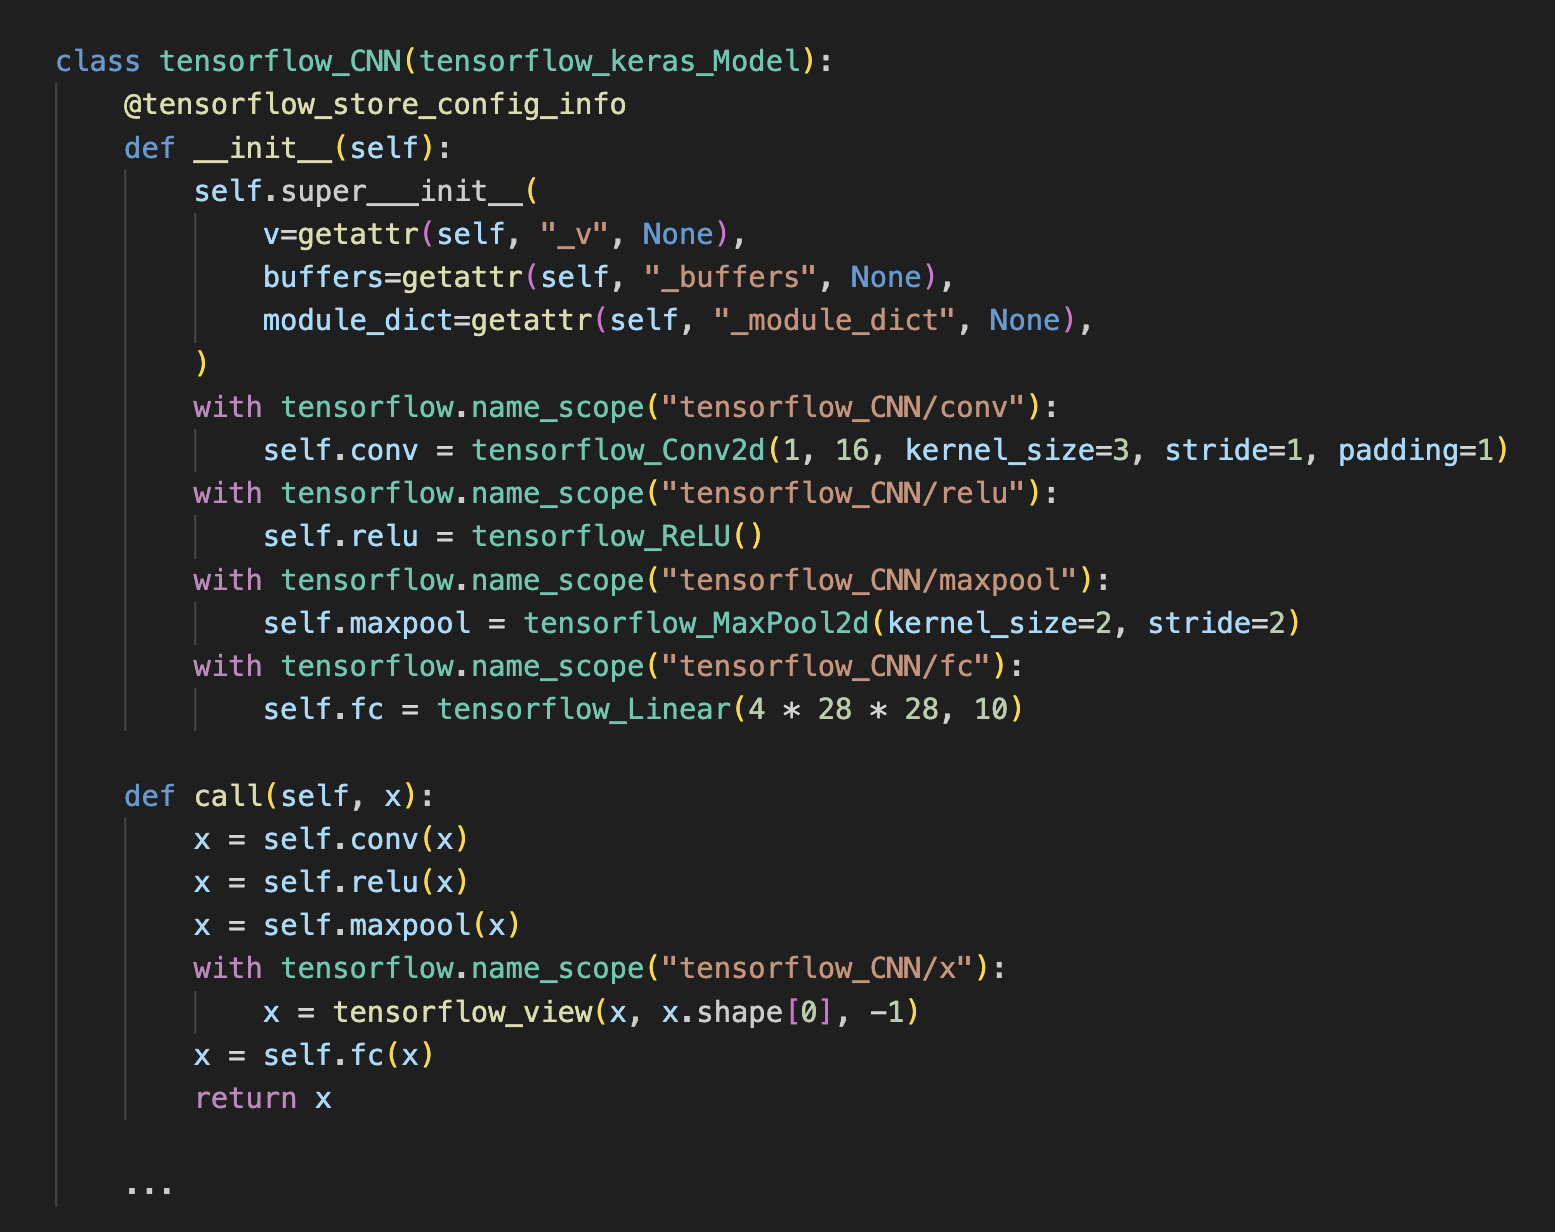 class tensorflow_CNN(tensorflow_keras_Model):
    @tensorflow_store_config_info
    def __init__(self):
        self.super___init__(
            v=getattr(self, "_v", None),
            buffers=getattr(self, "_buffers", None),
            module_dict=getattr(self, "_module_dict", None),
        )
        with tensorflow.name_scope("tensorflow_CNN/conv"):
            self.conv = tensorflow_Conv2d(1, 16, kernel_size=3, stride=1, padding=1)
        with tensorflow.name_scope("tensorflow_CNN/relu"):
            self.relu = tensorflow_ReLU()
        with tensorflow.name_scope("tensorflow_CNN/maxpool"):
            self.maxpool = tensorflow_MaxPool2d(kernel_size=2, stride=2)
        with tensorflow.name_scope("tensorflow_CNN/fc"):
            self.fc = tensorflow_Linear(4 * 28 * 28, 10)

    def call(self, x):
        x = self.conv(x)
        x = self.relu(x)
        x = self.maxpool(x)
        with tensorflow.name_scope("tensorflow_CNN/x"):
            x = tensorflow_view(x, x.shape[0], -1)
        x = self.fc(x)
        return x

    ...